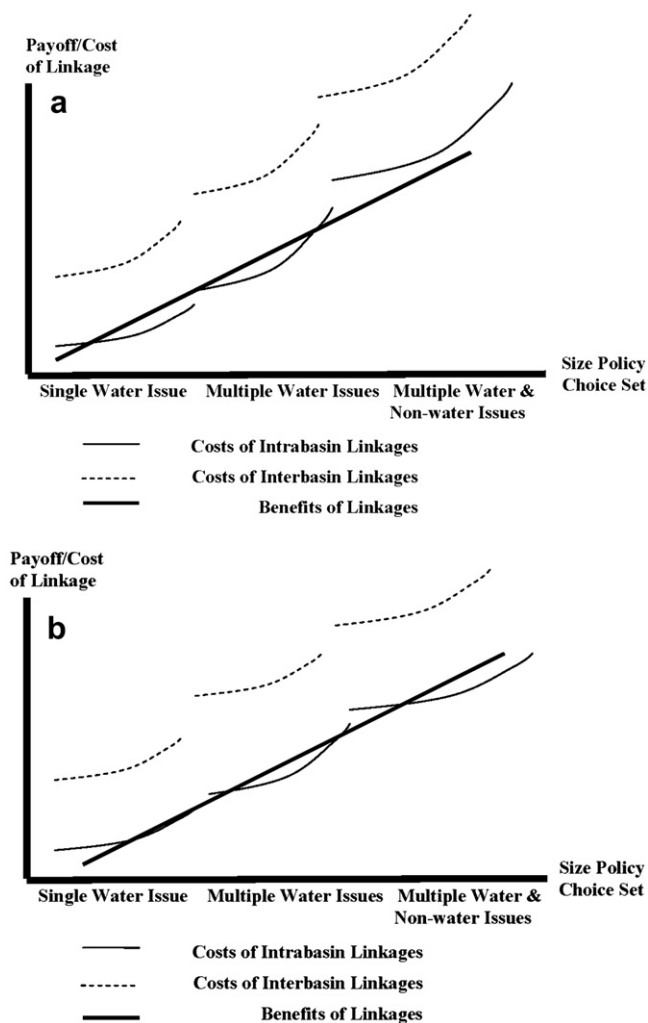 Payoff/Cost
of Linkage
a
Size Policy
Choice Set
Single Water Issue Multiple Water Issues Multiple Water &
Non-water Issues
Costs of Intrabasin Linkages
Costs of Interbasin Linkages
Benefits of Linkages
Payoff/Cost
of Linkage
b
Size Policy
Choice Set
Single Water Issue Multiple Water Issues Multiple Water &
Non-water Issues
Costs of Intrabasin Linkages
Costs of Interbasin Linkages
Benefits of Linkages